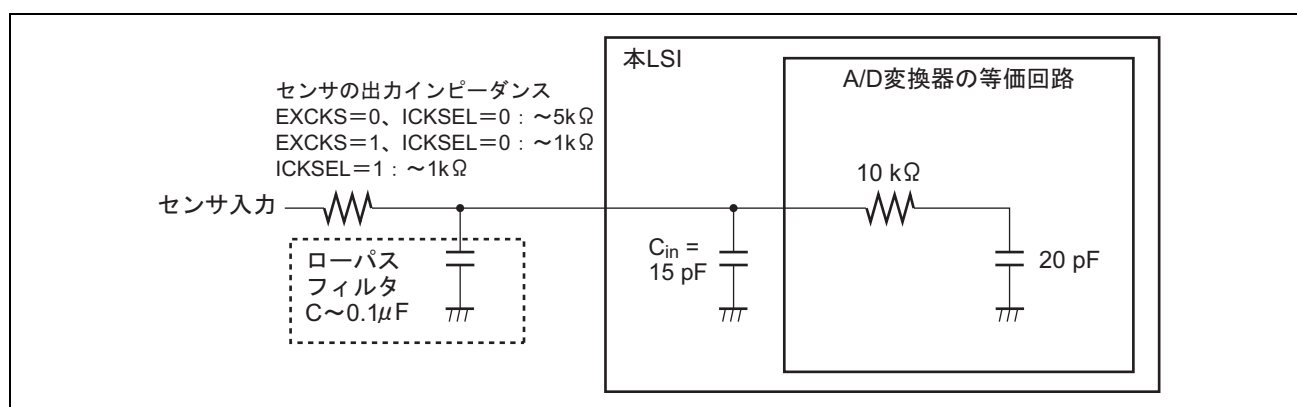 本LSI
A/D変換器の等価回路
センサの出力インピーダンス
EXCKS＝0、ICKSEL＝0：～5kΩ
EXCKS＝1、ICKSEL＝0：～1kΩ
ICKSEL＝1：～1kΩ
10 kΩ
センサ入力
ローパス
フィルタ
C～0.1μF
Cin =
15 pF
20 pF